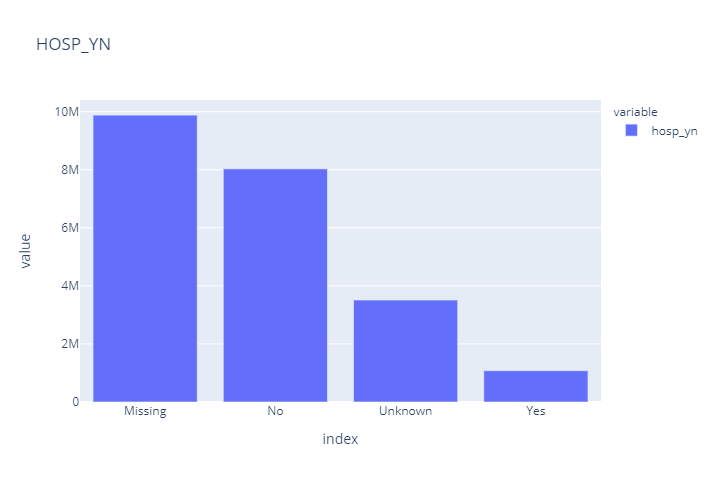 HOSP_YN
variable
hosp_yn
10M
8M
6M
4M
2M
0
value
Missing
No
Unknown
Yes
index